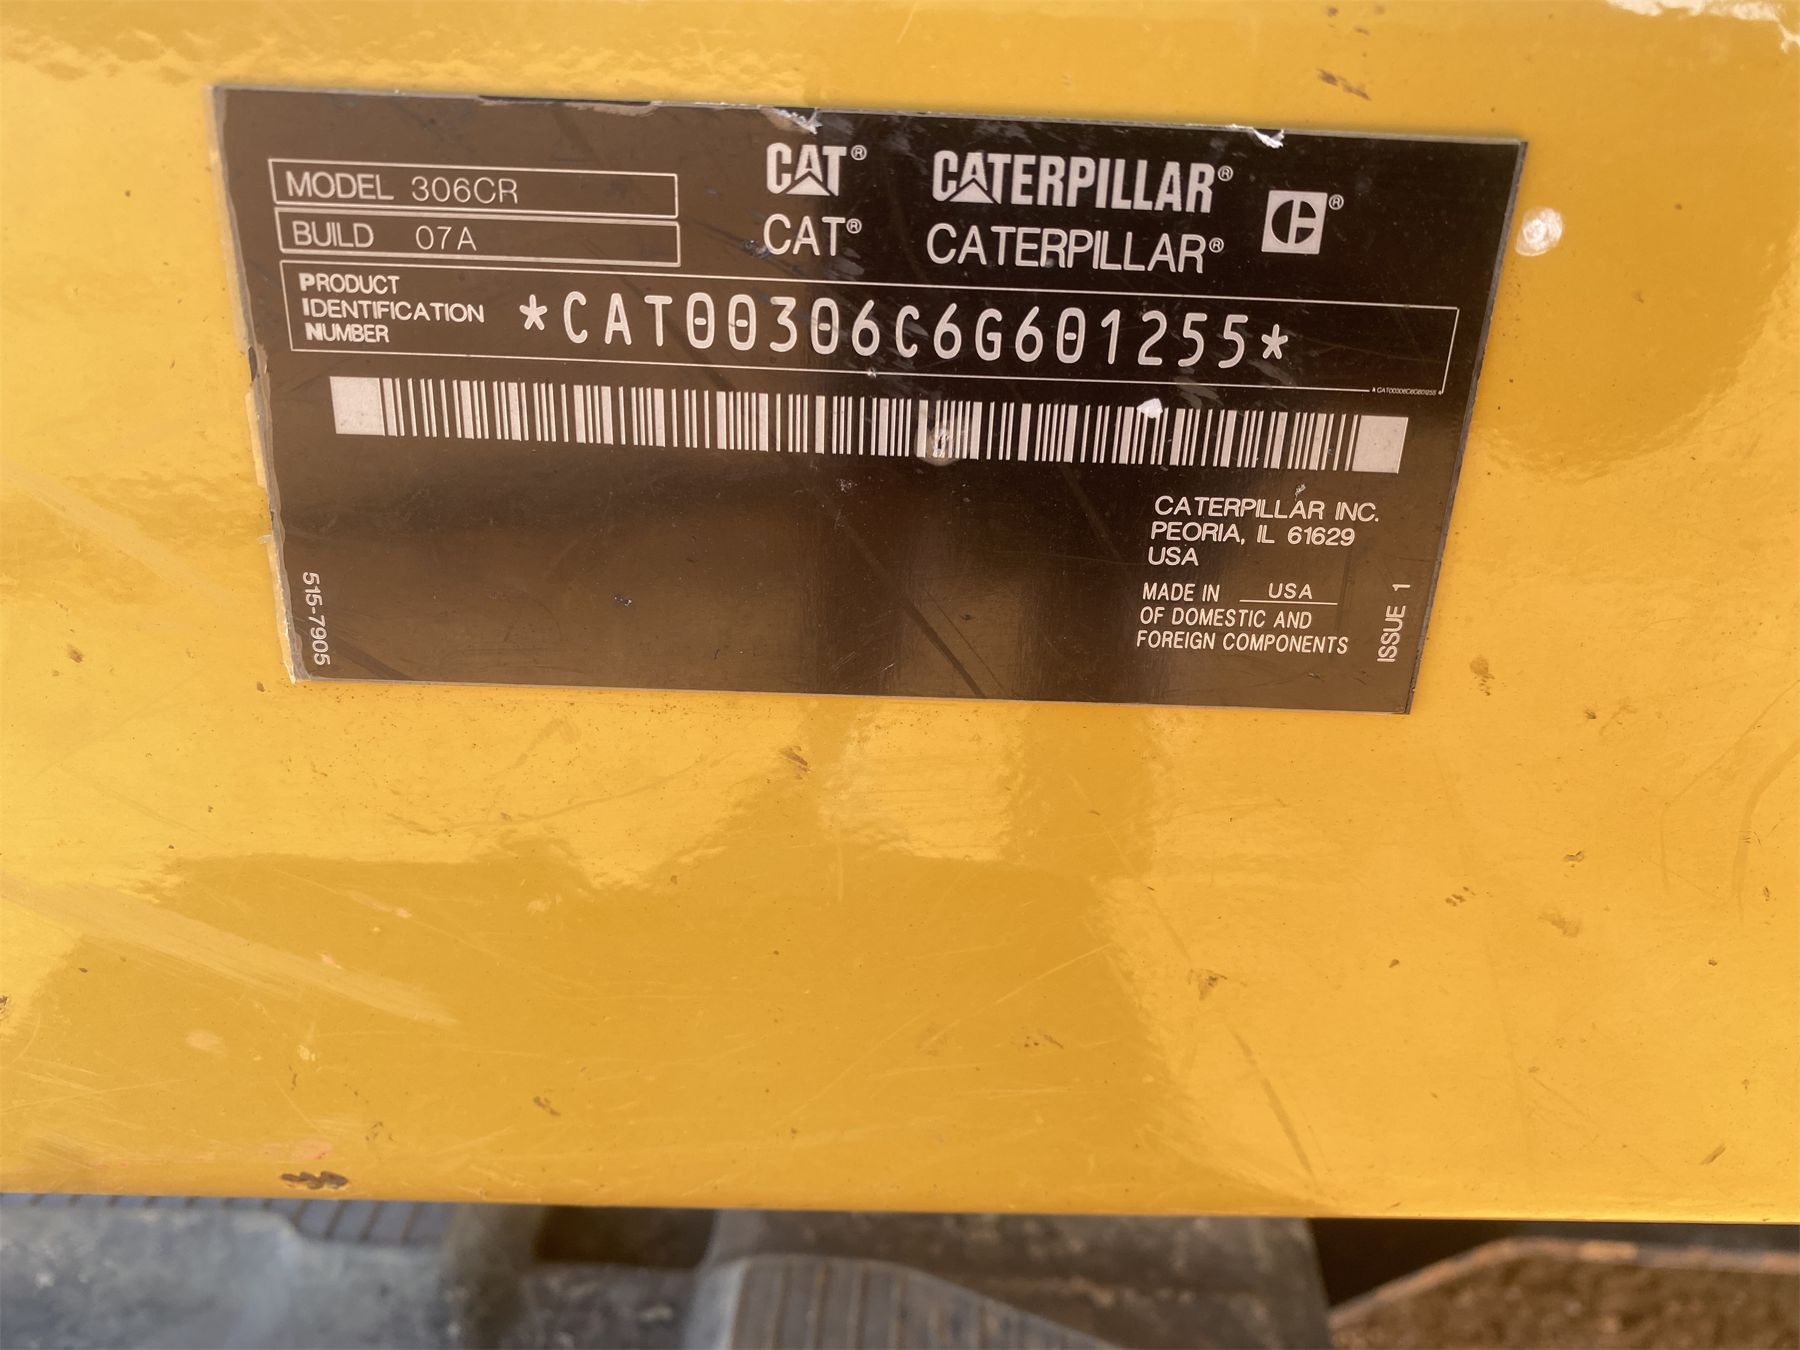 MODEL 306CR
BUILD 07A
CAT® CATERPILLAR® ®
CAT® CATERPILLAR®
PRODUCT
IDENTIFICATION
NUMBER
*CAT00306C6G601255*
*CAT00306C6G601255*
CATERPILLAR INC.
PEORIA, IL 61629
USA
MADE IN USA
OF DOMESTIC AND
FOREIGN COMPONENTS
515-7905
ISSUE 1